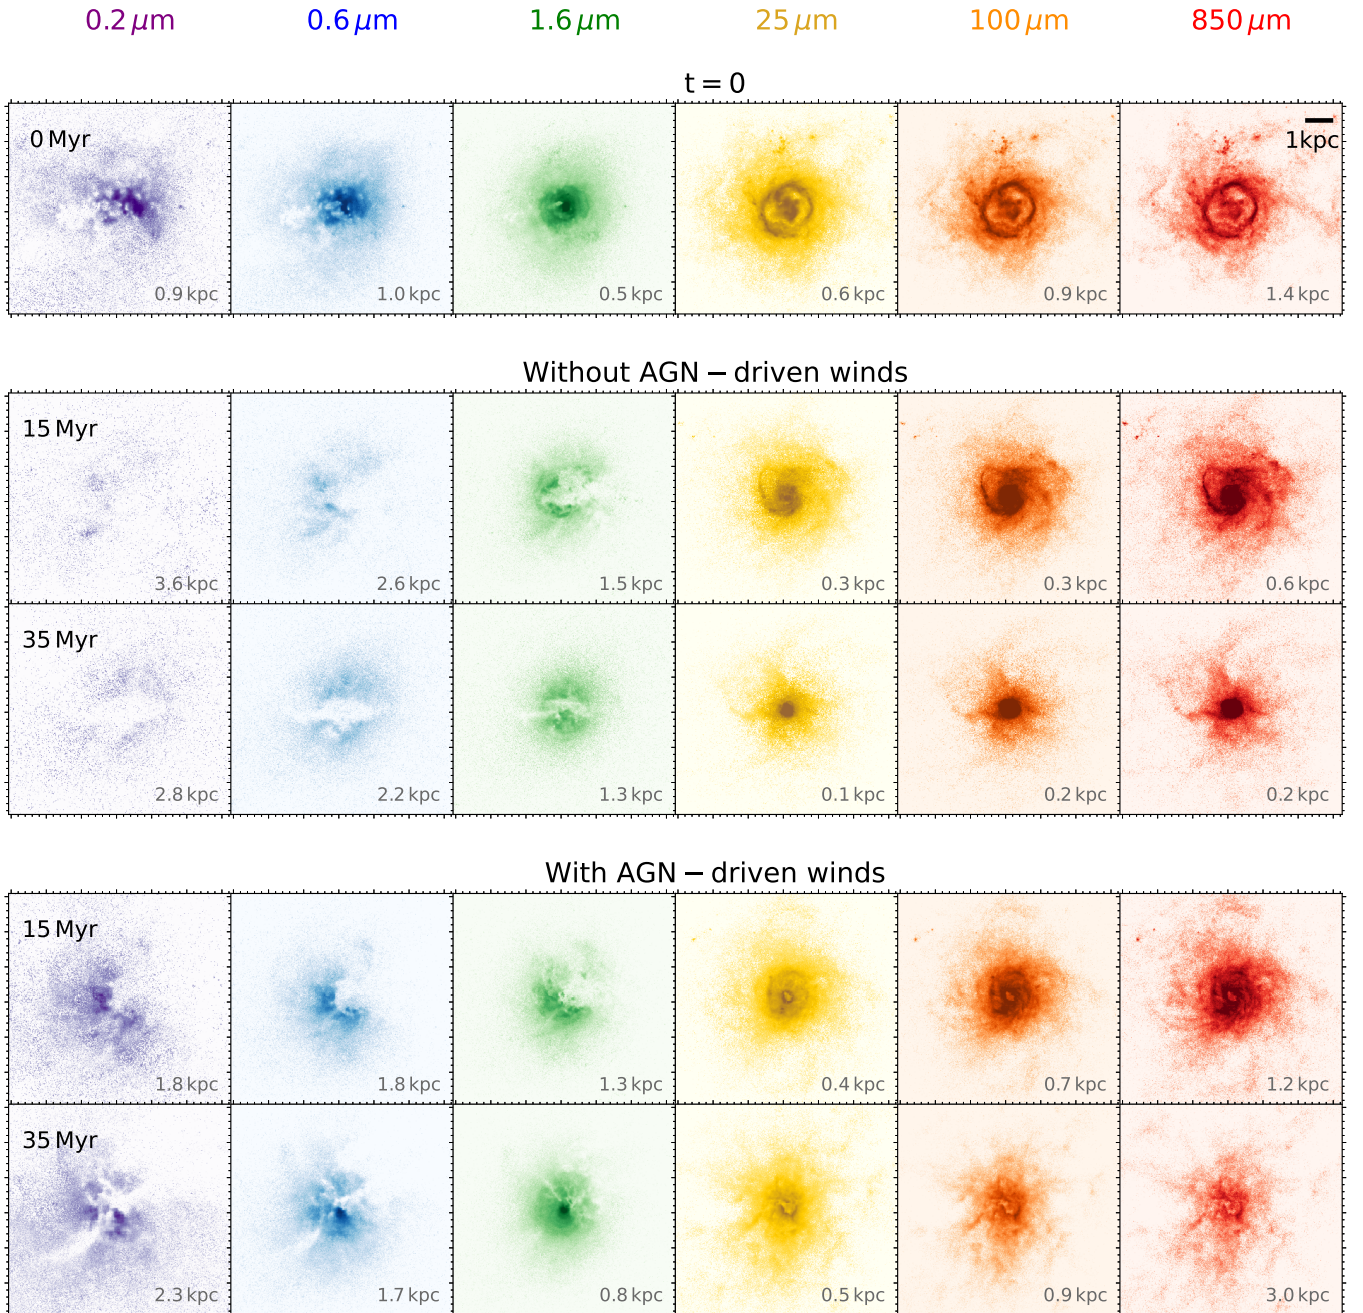 0.2 μm 0.6 μm 1.6 μm 25 μm 100 μm 850 μm
t = 0
0 Myr
1kpc
0.9 kpc 1.0 kpc 0.5 kpc 0.6 kpc 0.9 kpc 1.4 kpc
Without AGN – driven winds
15 Myr
3.6 kpc 2.6 kpc 1.5 kpc 0.3 kpc 0.3 kpc 0.6 kpc
35 Myr
2.8 kpc 2.2 kpc 1.3 kpc 0.1 kpc 0.2 kpc 0.2 kpc
With AGN – driven winds
15 Myr
1.8 kpc 1.8 kpc 1.3 kpc 0.4 kpc 0.7 kpc 1.2 kpc
35 Myr
2.3 kpc 1.7 kpc 0.8 kpc 0.5 kpc 0.9 kpc 3.0 kpc